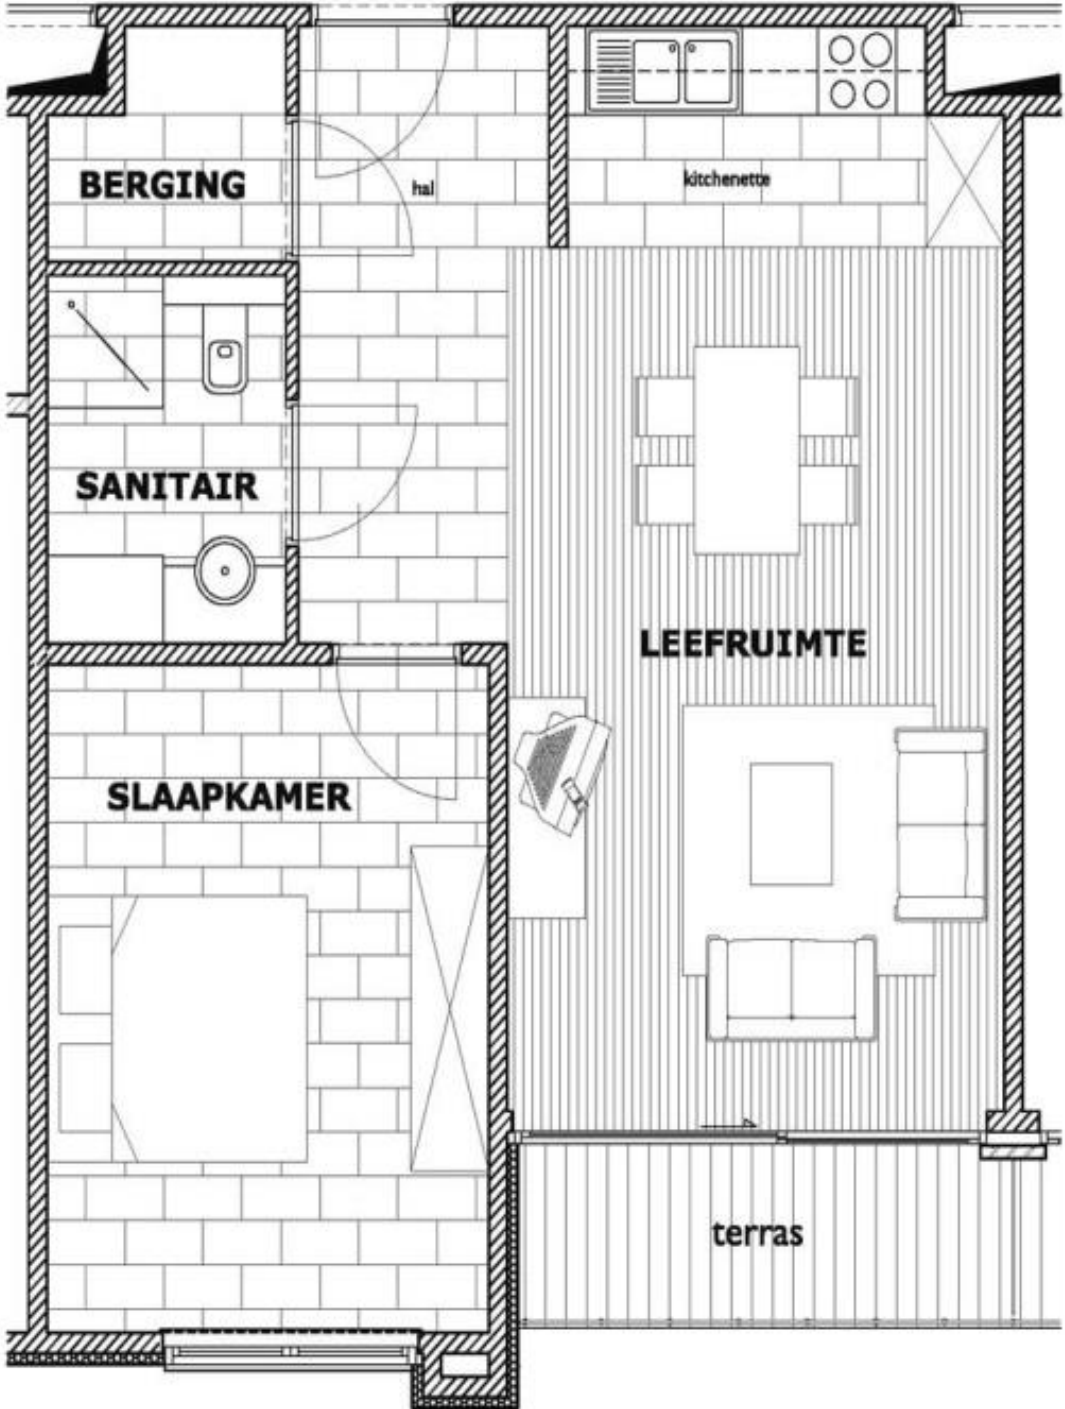 BERGING
hal
kitchenette
SANITAIR
LEEFRUIMTE
SLAAPKAMER
terras